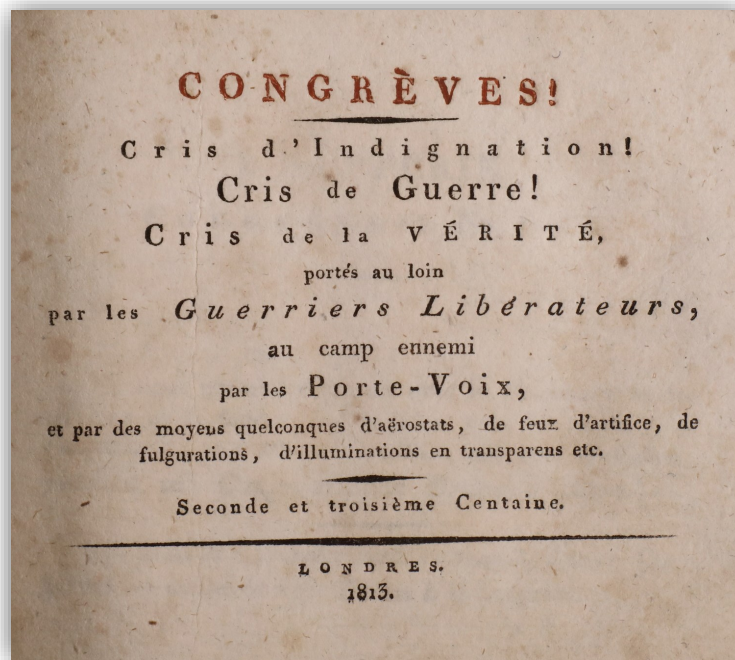 CONGRÈVES!
Cris d'Indignation!
Cris de Guerre!
Cris de la VÉRITÉ,
portés au loin
par les Guerriers Libérateurs,
au camp ennemi
par les Porte-Voix,
et par des moyens quelconques d'aërostats, de feux d'artifice, de
fulgurations, d'illuminations en transparens etc.
Seconde et troisième Centaine.
LONDRES.
1813.